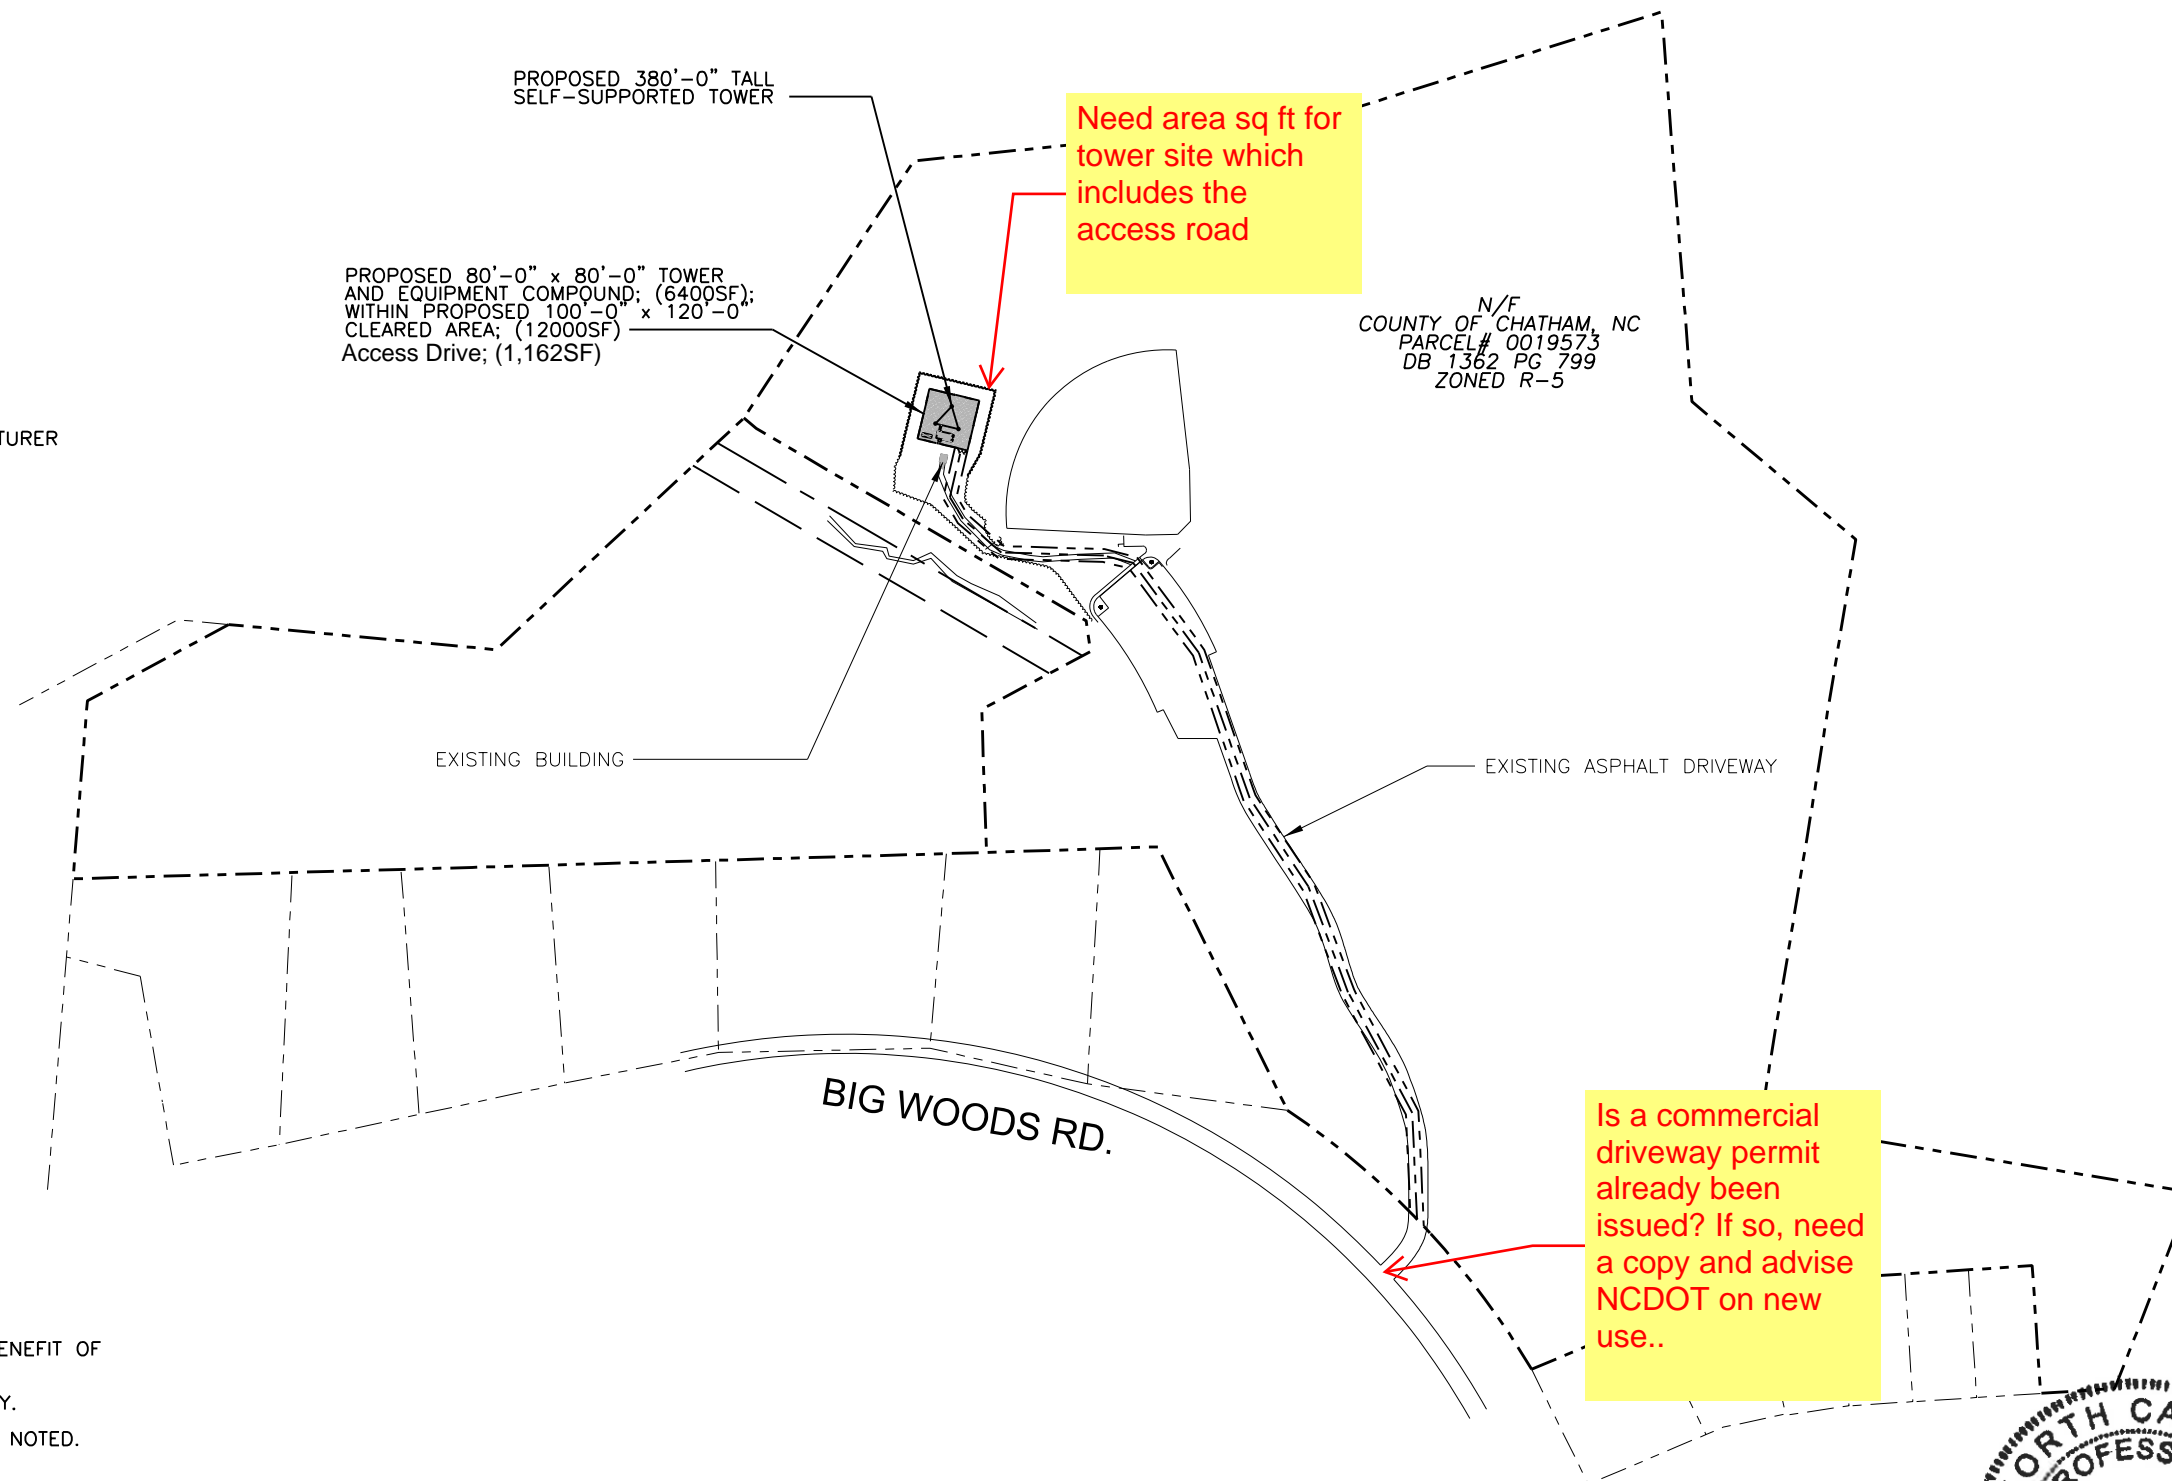 PROPOSED 380'-0" TALL
SELF-SUPPORTED TOWER
Need area sq ft for
tower site which
includes the
access road
PROPOSED 80'-0" x 80'-0" TOWER
AND EQUIPMENT COMPOUND; (6400SF);
WITHIN PROPOSED 100'-0" x 120'-0"
CLEARED AREA; (12000SF)
Access Drive; (1,162SF)
N/F
COUNTY OF CHATHAM, NC
PARCEL# 0019573
DB 1362 PG 799
ZONED R-5
TURER
EXISTING BUILDING
EXISTING ASPHALT DRIVEWAY
BIG WOODS RD.
Is a commercial
driveway permit
already been
issued? If so, need
a copy and advise
NCDOT on new
use..
ENEFIT OF
Y.
NOTED.
ORTH CA
ROFESS